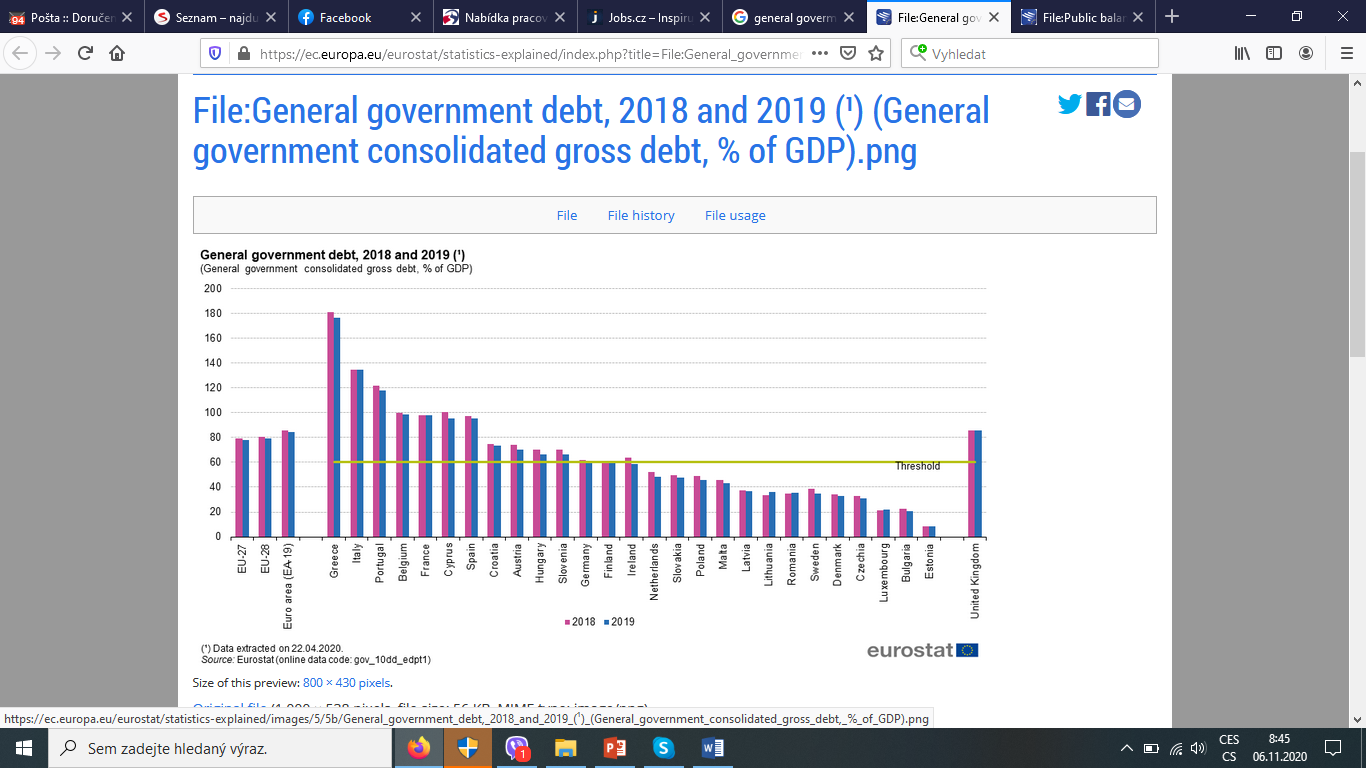 Pošta :: Doručen
Seznam – najdu
Facebook
Nabídka pracov
Jobs.cz – Inspiru
general governm
File:General gov
File:Public balar
https://ec.europa.eu/eurostat/statistics-explained/index.php?title=File:General_governme
Vyhledat
File:General government debt, 2018 and 2019 (¹) (General
government consolidated gross debt, % of GDP).png
File
File history
File usage
General government debt, 2018 and 2019 (¹)
(General government consolidated gross debt, % of GDP)
200
180
160
140
120
100
80
60
40
20
0
Threshold
EU-27
EU-28
Euro area (EA-19)
Greece
Italy
Portugal
Belgium
France
Cyprus
Spain
Croatia
Austria
Hungary
Slovenia
Germany
Finland
Ireland
Netherlands
Slovakia
Poland
Malta
Latvia
Lithuania
Romania
Sweden
Denmark
Czechia
Luxembourg
Bulgaria
Estonia
United Kingdom
2018 2019
(¹) Data extracted on 22.04.2020.
Source: Eurostat (online data code: gov_10dd_edpt1)
eurostat
Size of this preview: 800 × 430 pixels.
https://ec.europa.eu/eurostat/statistics-explained/images/5/5b/General_government_debt,_2018_and_2019_(¹)_(General_government_consolidated_gross_debt,_%_of_GDP).png
Sem zadejte hledaný výraz.
1
CES
CS
8:45
06.11.2020